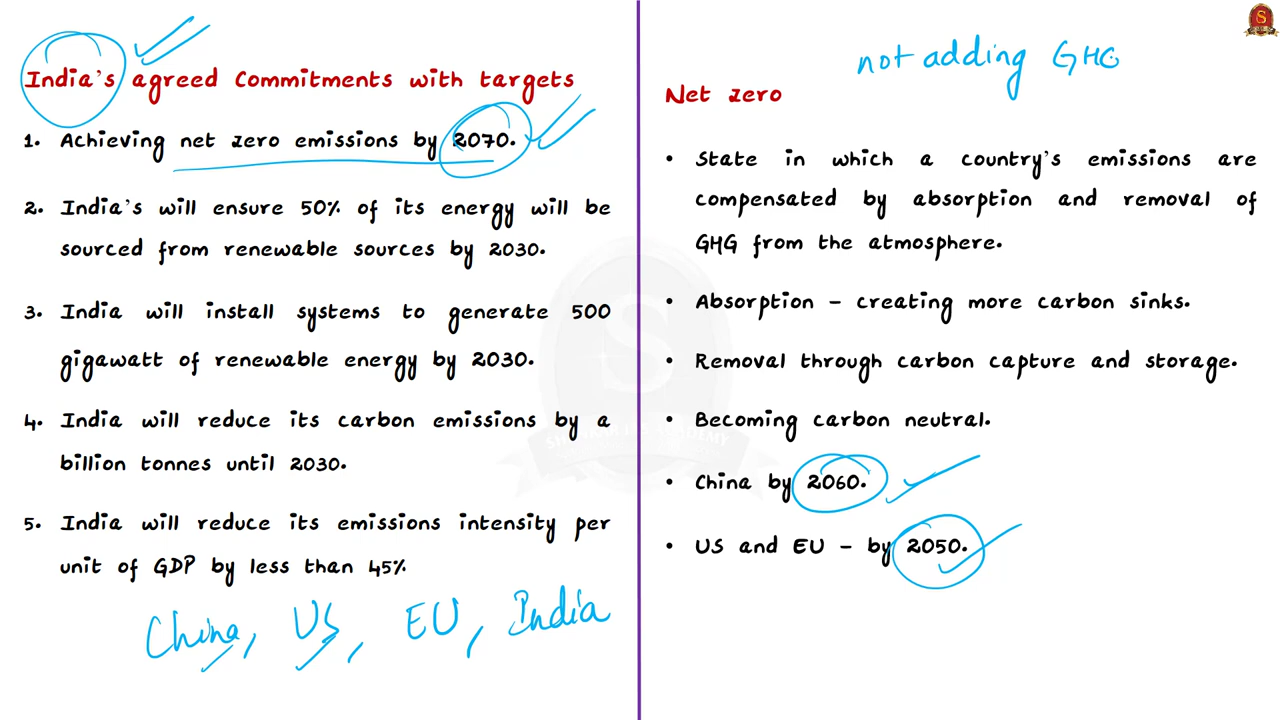 India's agreed Commitments with targets
1. Achieving net zero emissions by 2070.
2. India's will ensure 50% of its energy will be
sourced from renewable sources by 2030.
3. India will install systems to generate 500
gigawatt of renewable energy by 2030.
4. India will reduce its carbon emissions by a
billion tonnes until 2030.
5. India will reduce its emissions intensity per
unit of GDP by less than 45%
China, US, EU, India
not adding GHG
Net zero
• State in which a country's emissions are
compensated by absorption and removal of
GHG from the atmosphere.
• Absorption – creating more carbon sinks.
• Removal through carbon capture and storage.
• Becoming carbon neutral.
• China by 2060.
• US and EU – by 2050.